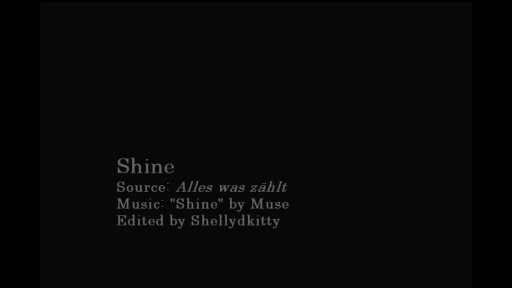 Shine
Source: Alles was zählt
Music: "Shine" by Muse
Edited by Shellydkitty